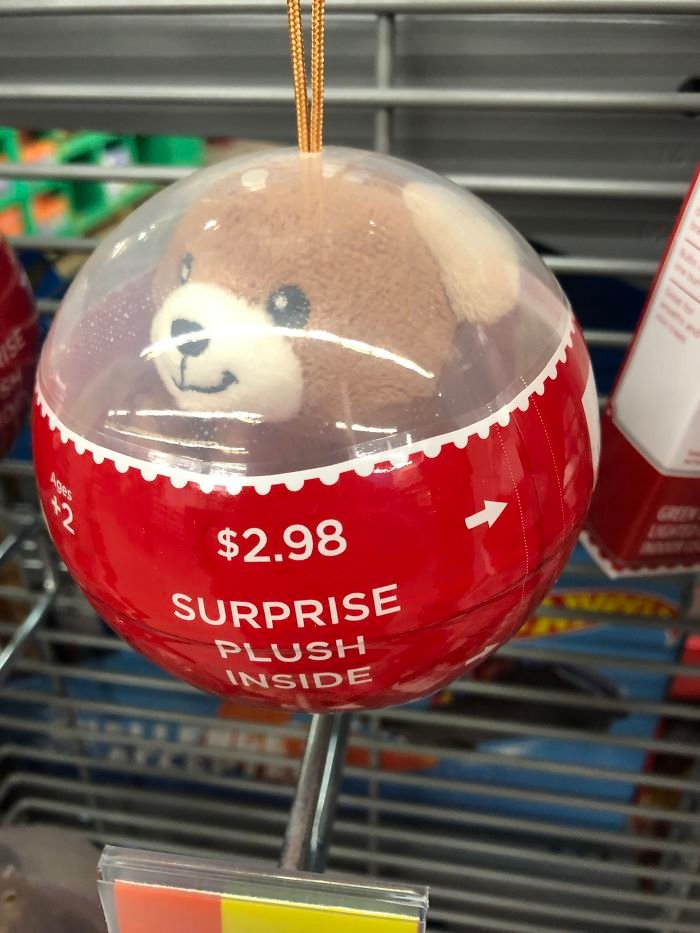 Ages
+2
$2.98
SURPRISE
PLUSH
INSIDE